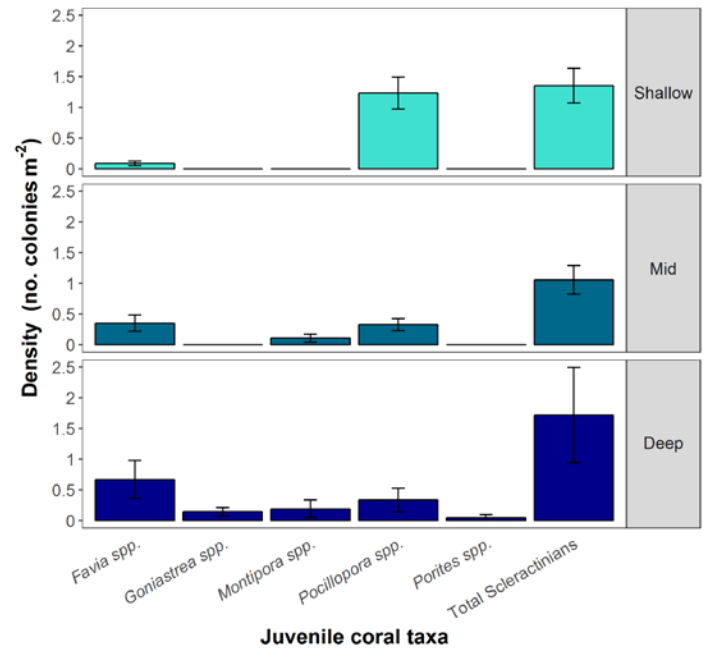 2.5
2
1.5
1
0.5
0
Shallow
2.5
2
1.5
1
0.5
0
Mid
2.5
2
1.5
1
0.5
0
Deep
Density (no. colonies m⁻²)
Favia spp.
Goniastrea spp.
Montipora spp.
Pocillopora spp.
Porites spp.
Total Scleractinians
Juvenile coral taxa